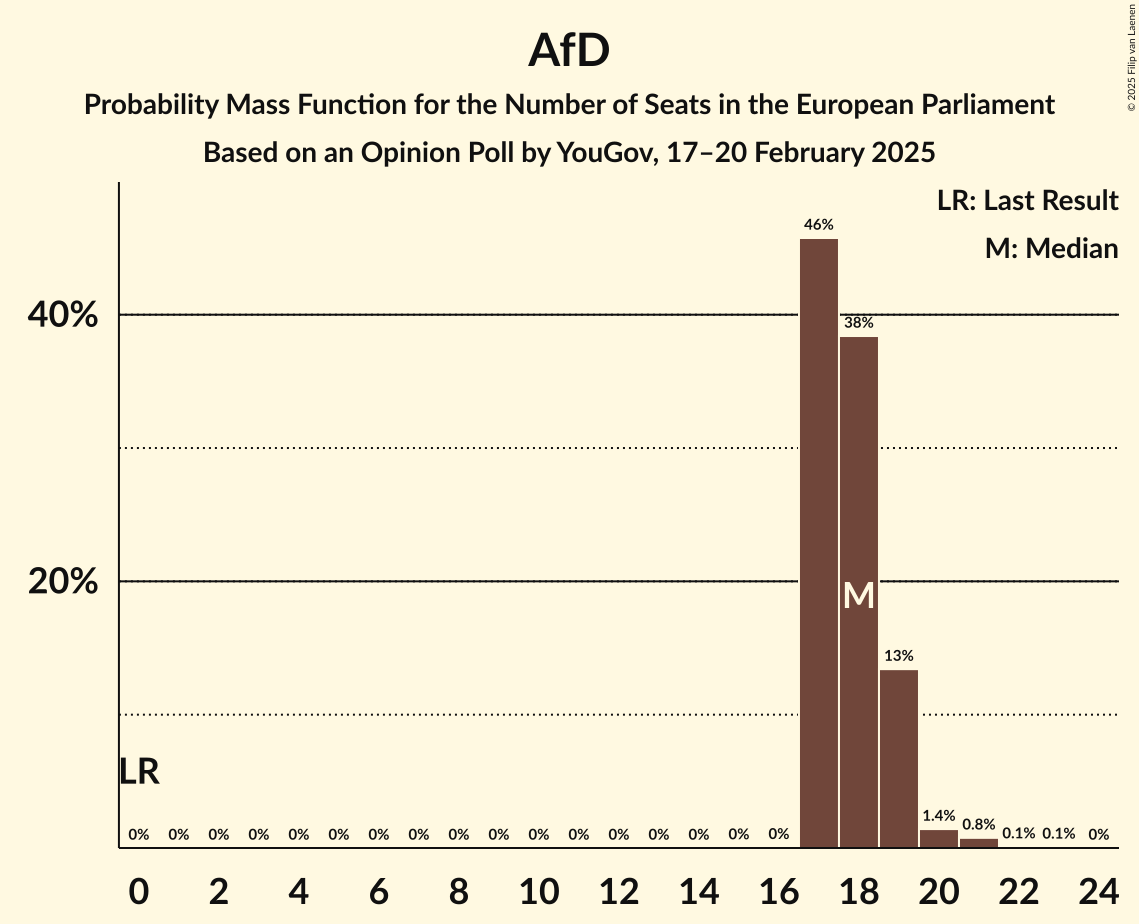 AfD
Probability Mass Function for the Number of Seats in the European Parliament
Based on an Opinion Poll by YouGov, 17–20 February 2025
© 2025 Filip van Laenen
LR: Last Result
M: Median
46%
40%
38%
20%
M
13%
LR
0% 0% 0% 0% 0% 0% 0% 0% 0% 0% 0% 0% 0% 0% 0% 0% 0% 1.4% 0.8% 0.1% 0.1% 0%
0 2 4 6 8 10 12 14 16 18 20 22 24